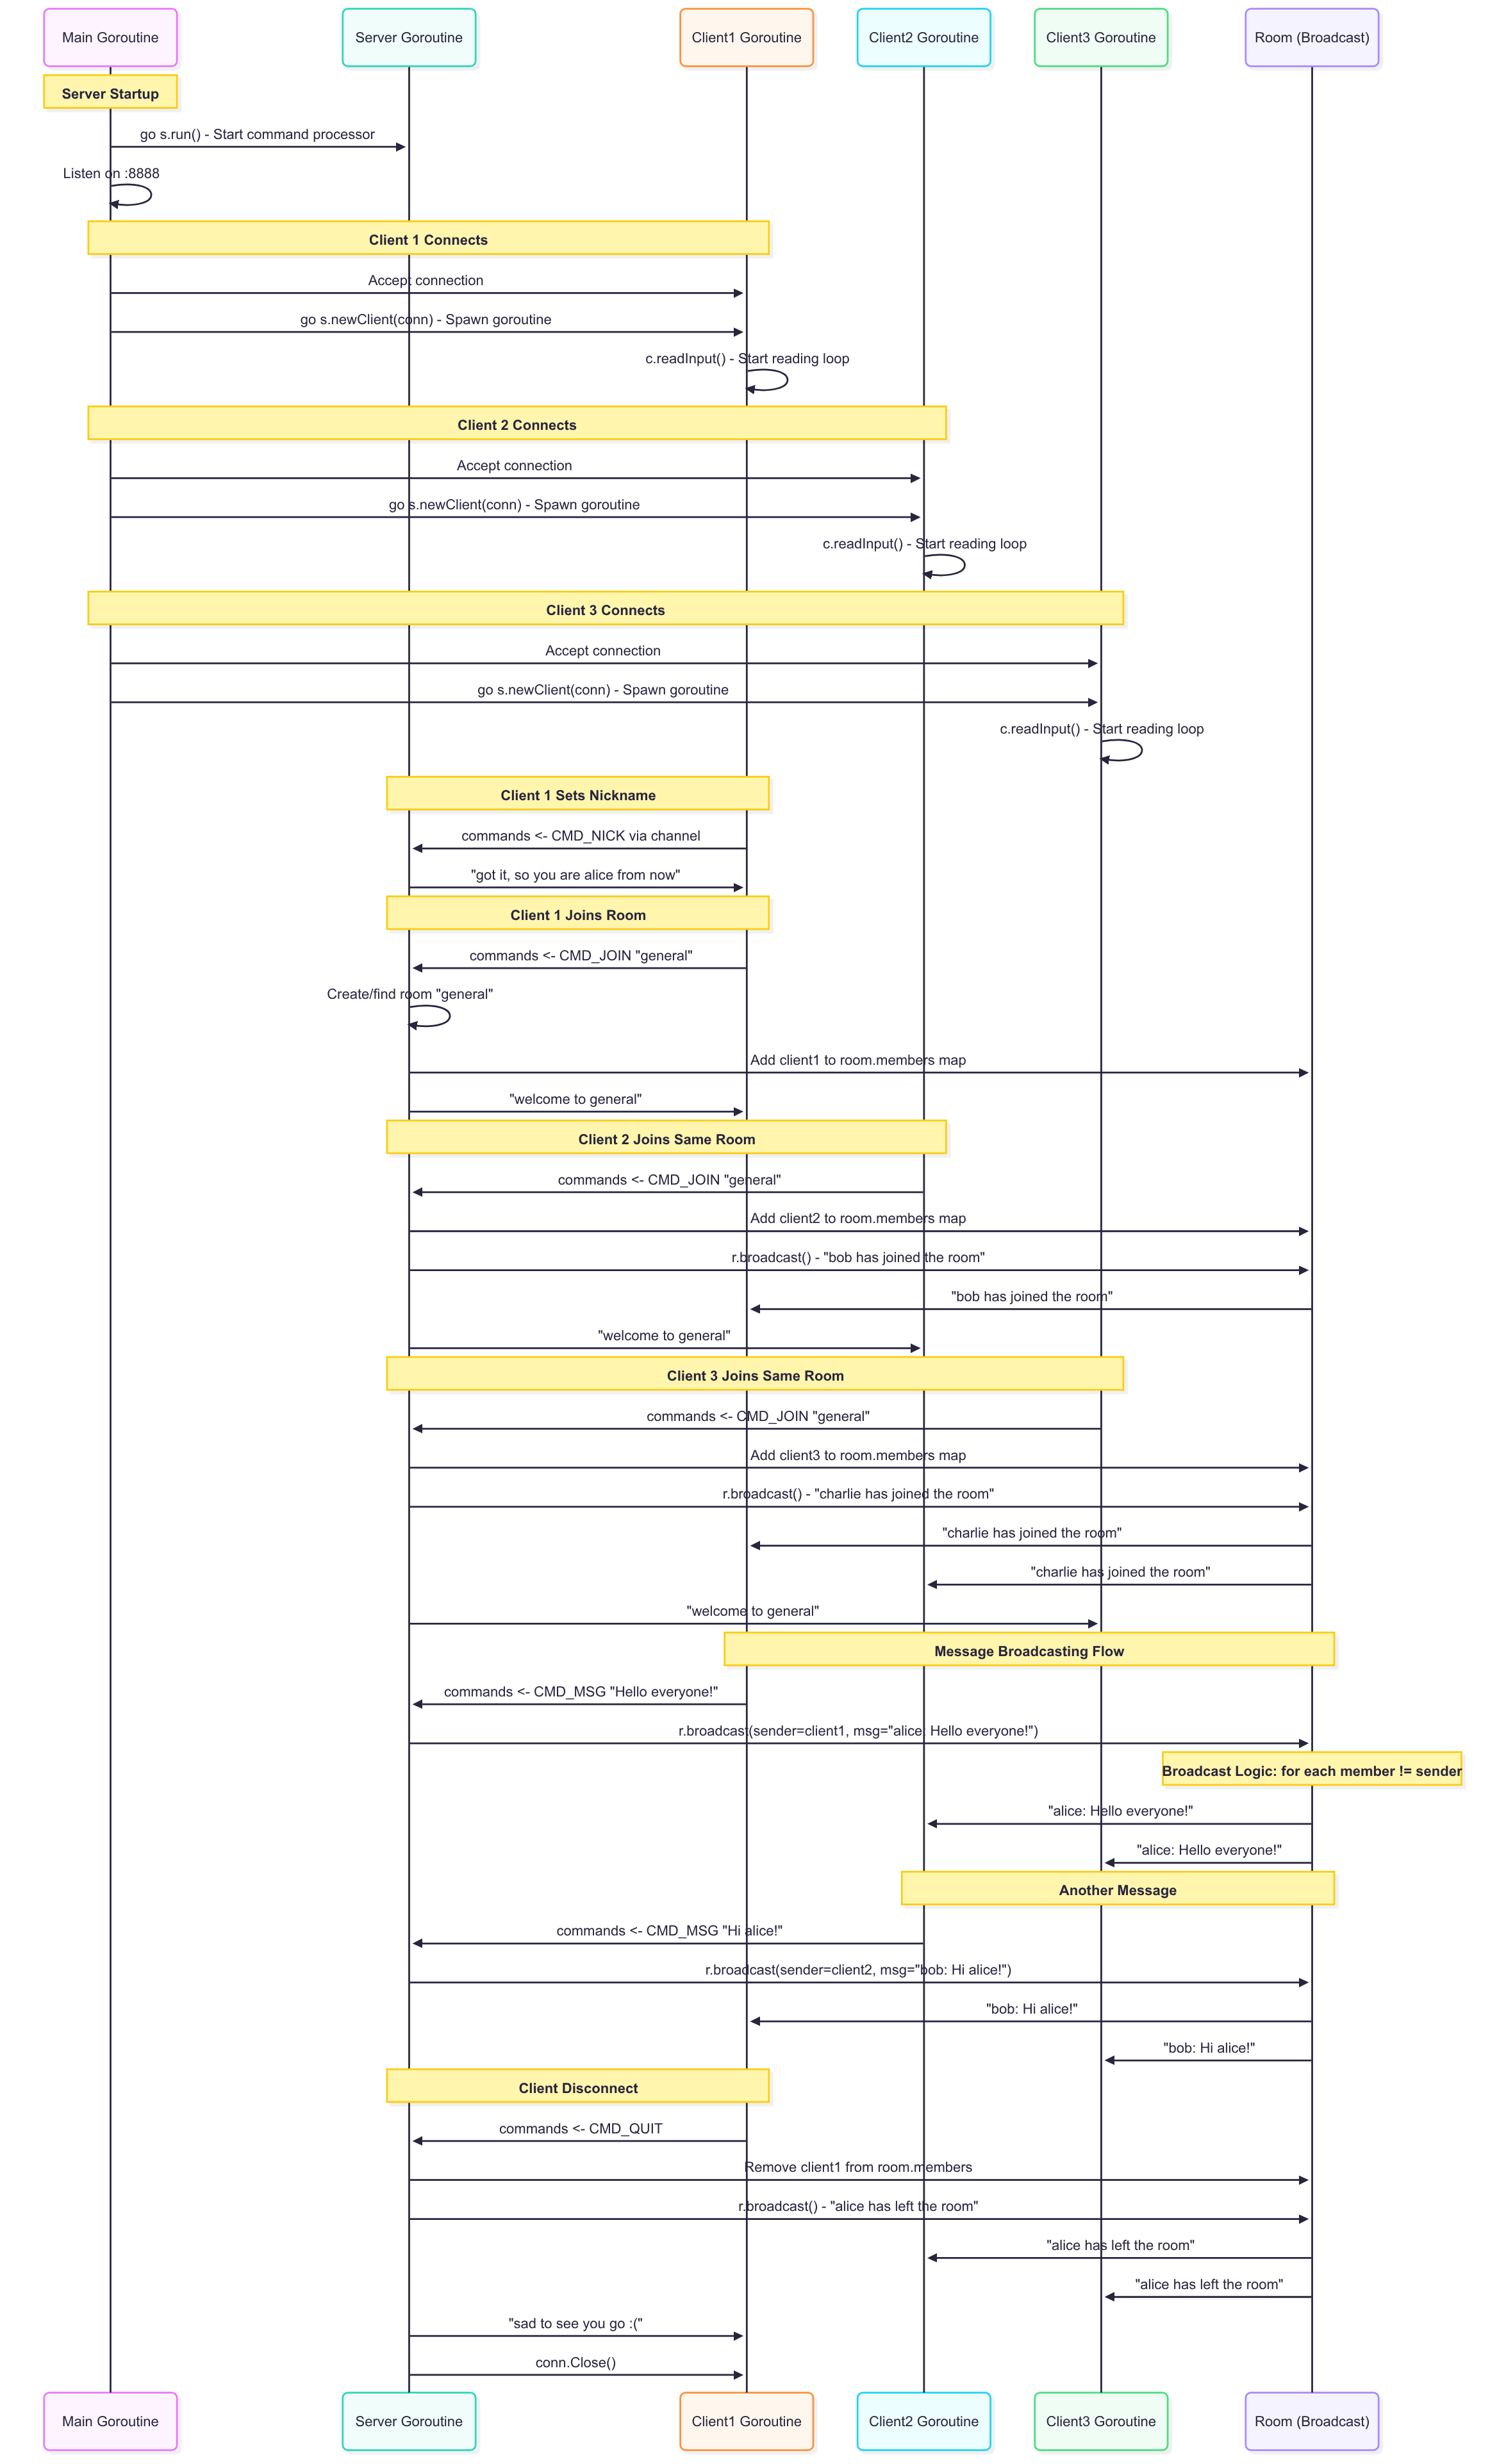 Main Goroutine
Server Goroutine
Client1 Goroutine
Client2 Goroutine
Client3 Goroutine
Room (Broadcast)
Server Startup
go s.run() - Start command processor
Listen on :8888
Client 1 Connects
Accept connection
go s.newClient(conn) - Spawn goroutine
c.readInput() - Start reading loop
Client 2 Connects
Accept connection
go s.newClient(conn) - Spawn goroutine
c.readInput() - Start reading loop
Client 3 Connects
Accept connection
go s.newClient(conn) - Spawn goroutine
c.readInput() - Start reading loop
Client 1 Sets Nickname
commands <- CMD_NICK via channel
"got it, so you are alice from now"
Client 1 Joins Room
commands <- CMD_JOIN "general"
Create/find room "general"
Add client1 to room.members map
"welcome to general"
Client 2 Joins Same Room
commands <- CMD_JOIN "general"
Add client2 to room.members map
r.broadcast() - "bob has joined the room"
"bob has joined the room"
"welcome to general"
Client 3 Joins Same Room
commands <- CMD_JOIN "general"
Add client3 to room.members map
r.broadcast() - "charlie has joined the room"
"charlie has joined the room"
"charlie has joined the room"
"welcome to general"
Message Broadcasting Flow
commands <- CMD_MSG "Hello everyone!"
r.broadcast(sender=client1, msg="alice: Hello everyone!")
Broadcast Logic: for each member != sender
"alice: Hello everyone!"
"alice: Hello everyone!"
Another Message
commands <- CMD_MSG "Hi alice!"
r.broadcast(sender=client2, msg="bob: Hi alice!")
"bob: Hi alice!"
"bob: Hi alice!"
Client Disconnect
commands <- CMD_QUIT
Remove client1 from room.members
r.broadcast() - "alice has left the room"
"alice has left the room"
"alice has left the room"
"sad to see you go :("
conn.Close()
Main Goroutine
Server Goroutine
Client1 Goroutine
Client2 Goroutine
Client3 Goroutine
Room (Broadcast)